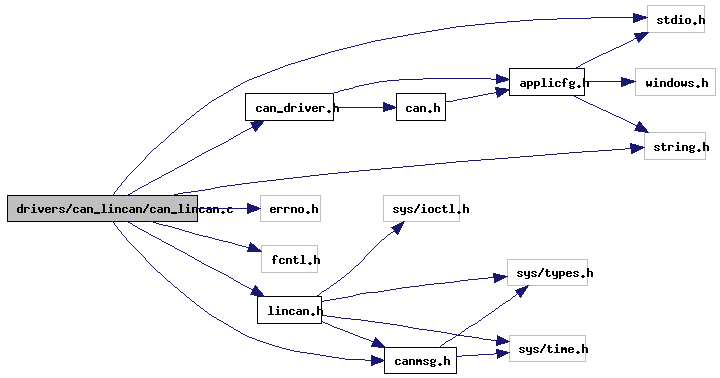 stdio.h
applicfg.h
windows.h
can_driver.h
can.h
string.h
drivers/can_lincan/can_lincan.c
errno.h
sys/ioctl.h
fcntl.h
sys/types.h
lincan.h
sys/time.h
canmsg.h